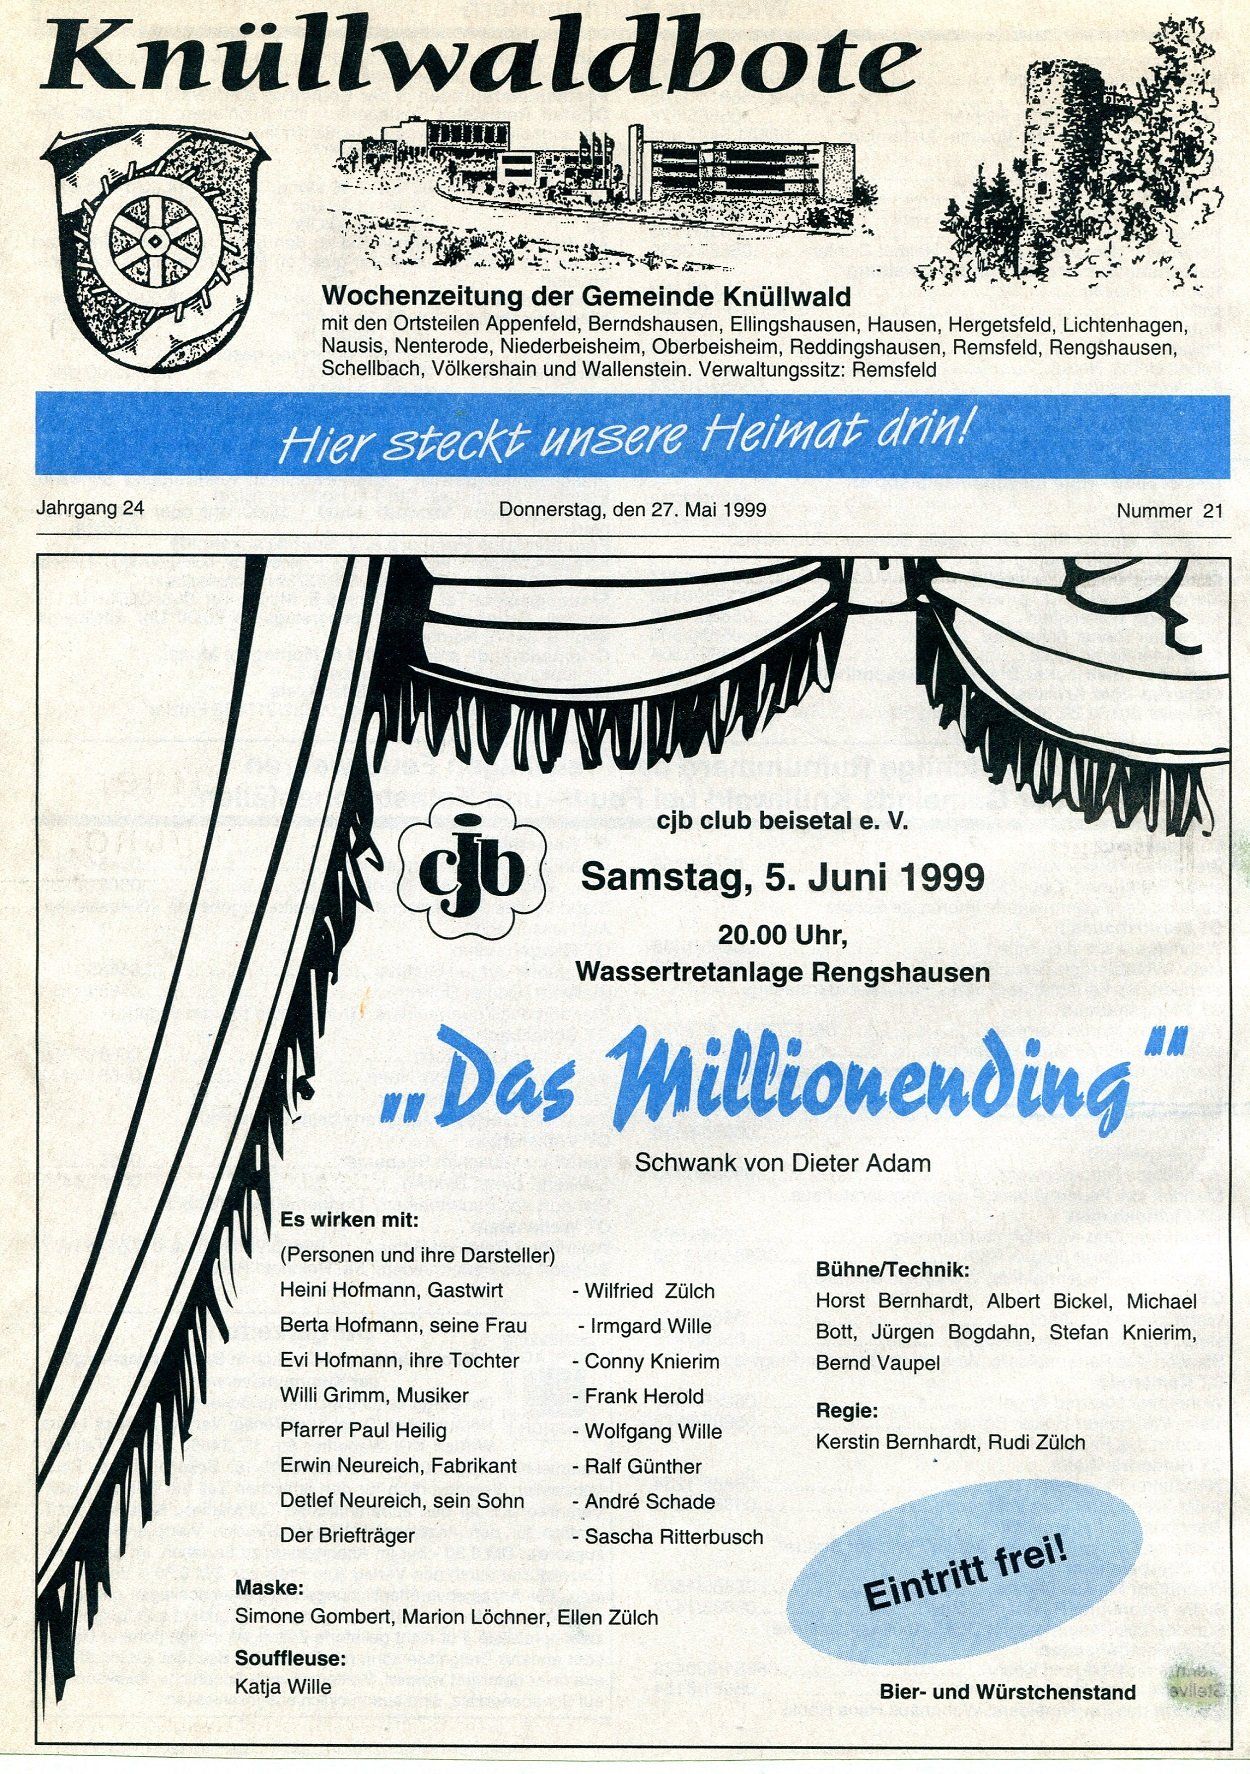 Knüllwaldbote
Wochenzeitung der Gemeinde Knüllwald
mit den Ortsteilen Appenfeld, Berndshausen, Ellingshausen, Hausen, Hergetsfeld, Lichtenhagen,
Nausis, Nenterode, Niederbeisheim, Oberbeisheim, Reddingshausen, Remsfeld, Rengshausen,
Schellbach, Völkershain und Wallenstein. Verwaltungssitz: Remsfeld
Hier steckt unsere Heimat drin!
Jahrgang 24 Donnerstag, den 27. Mai 1999 Nummer 21
cjb
cjb club beisetal e. V.
Samstag, 5. Juni 1999
20.00 Uhr,
Wassertretanlage Rengshausen
„Das Millionending"
Schwank von Dieter Adam
Es wirken mit:
(Personen und ihre Darsteller)
Heini Hofmann, Gastwirt - Wilfried Zülch
Berta Hofmann, seine Frau - Irmgard Wille
Evi Hofmann, ihre Tochter - Conny Knierim
Willi Grimm, Musiker - Frank Herold
Pfarrer Paul Heilig - Wolfgang Wille
Erwin Neureich, Fabrikant - Ralf Günther
Detlef Neureich, sein Sohn - André Schade
Der Briefträger - Sascha Ritterbusch
Bühne/Technik:
Horst Bernhardt, Albert Bickel, Michael
Bott, Jürgen Bogdahn, Stefan Knierim,
Bernd Vaupel
Regie:
Kerstin Bernhardt, Rudi Zülch
Maske:
Simone Gombert, Marion Löchner, Ellen Zülch
Souffleuse:
Katja Wille
Eintritt frei!
Bier- und Würstchenstand